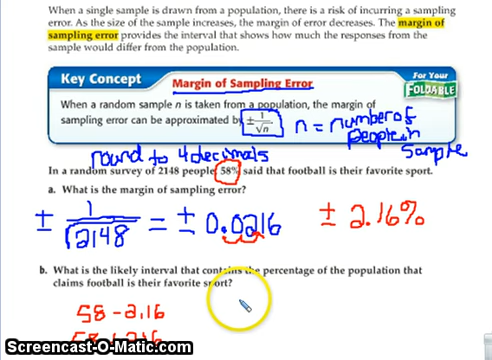 When a single sample is drawn from a population, there is a risk of incurring a sampling
error. As the size of the sample increases, the margin of error decreases. The margin of
sampling error provides the interval that shows how much the responses from the
sample would differ from the population.
Key Concept Margin of Sampling Error
For Your
FOLDABLE
When a random sample n is taken from a population, the margin of
sampling error can be approximated by ± 1/√n
n = number of
people in
sample
round to 4 decimals
In a random survey of 2148 people, 58% said that football is their favorite sport.
a. What is the margin of sampling error?
± 1/√2148 = ± 0.0216 ± 2.16%
b. What is the likely interval that contains the percentage of the population that
claims football is their favorite sport?
58 - 2.16
58 + 2.16
Screencast-O-Matic.com